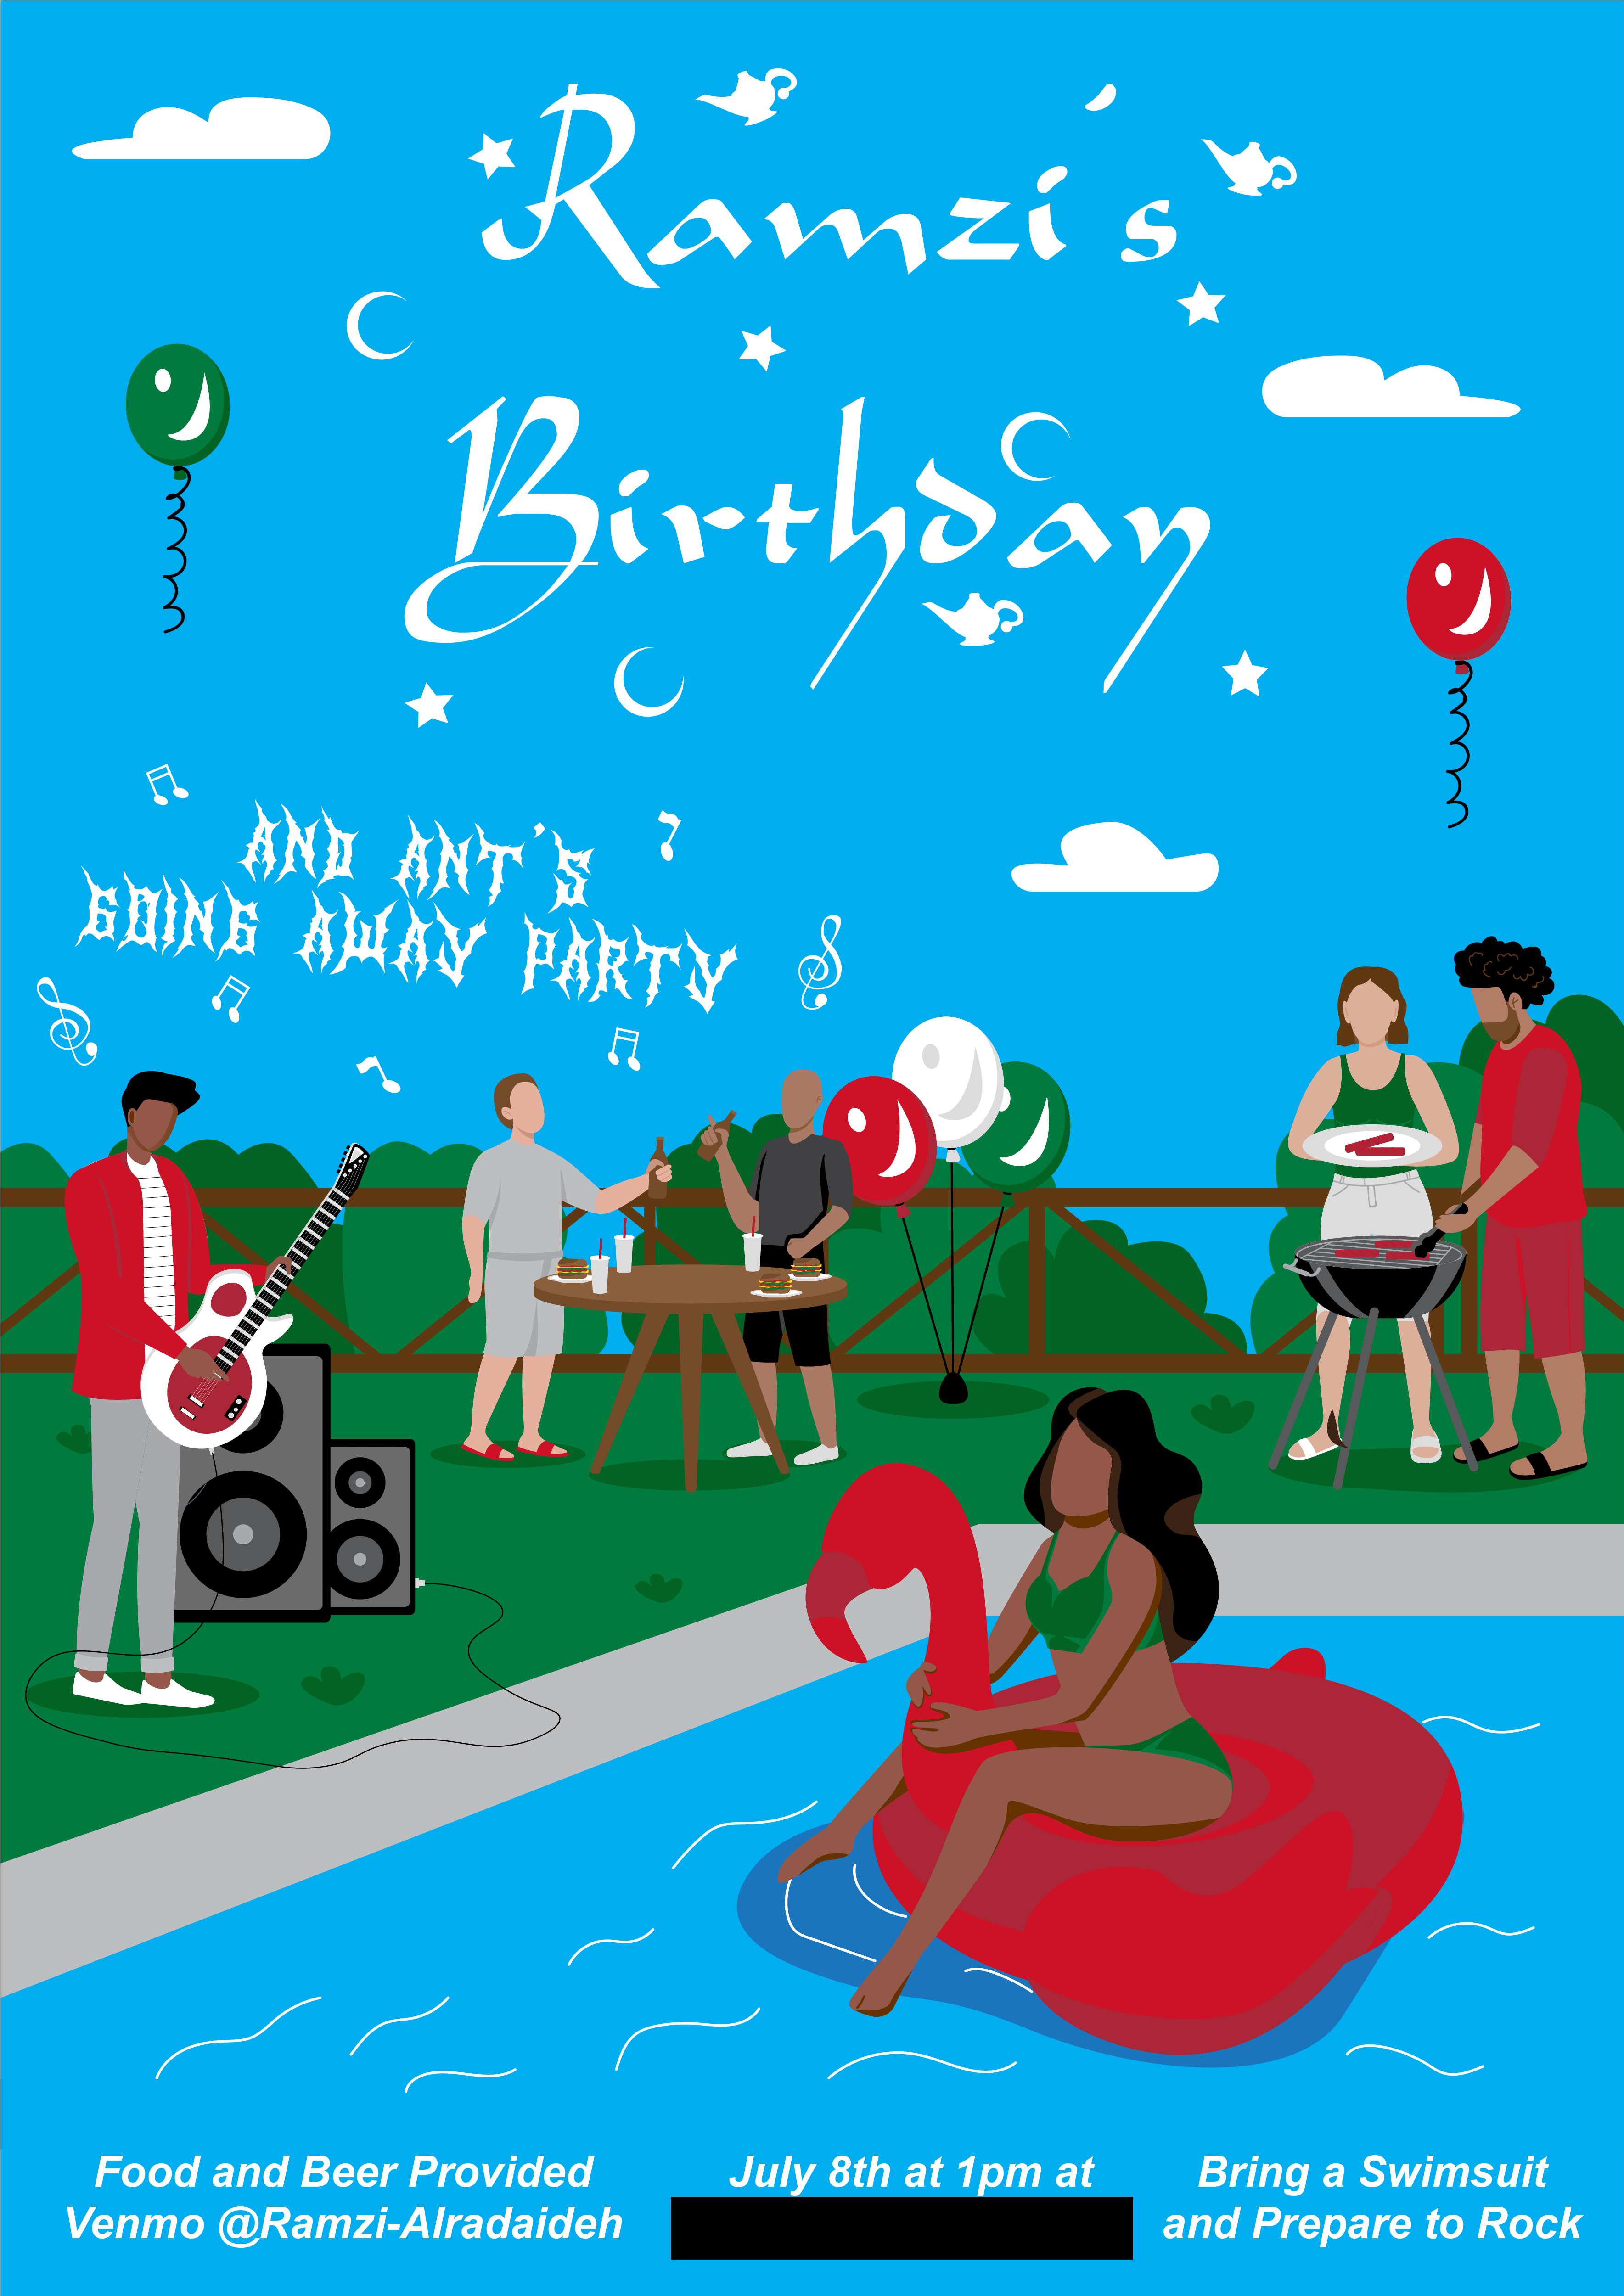 Ramzi's
Birthday
AND ANT'S
GOING AWAY PARTY
Food and Beer Provided
Venmo @Ramzi-Alradaideh
July 8th at 1pm at
Bring a Swimsuit
and Prepare to Rock